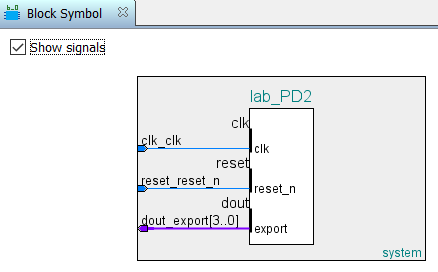 Block Symbol
Show signals
lab_PD2
clk
clk_clk
clk
reset
reset_reset_n
reset_n
dout
dout_export[3..0]
export
system